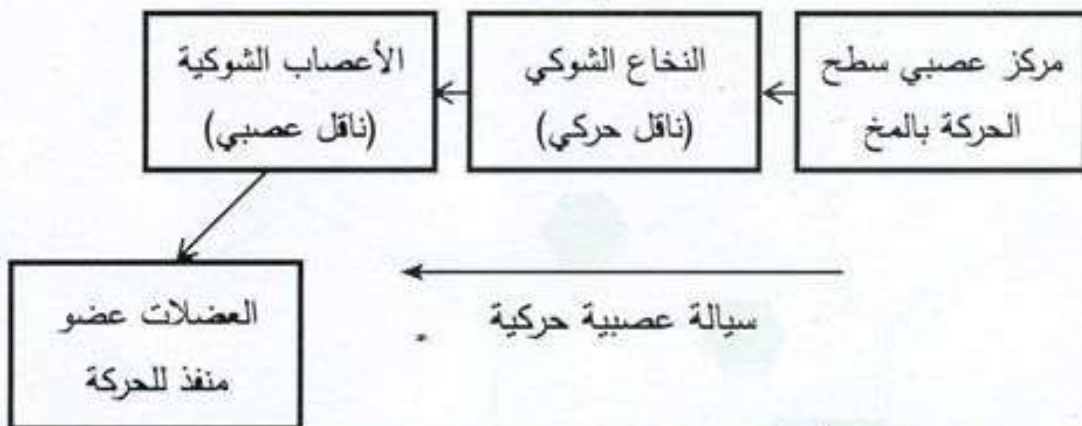 مركز عصبي سطح
الحركة بالمخ
النخاع الشوكي
(ناقل حركي)
الأعصاب الشوكية
(ناقل عصبي)
سيالة عصبية حركية
العضلات عضو
منفذ للحركة